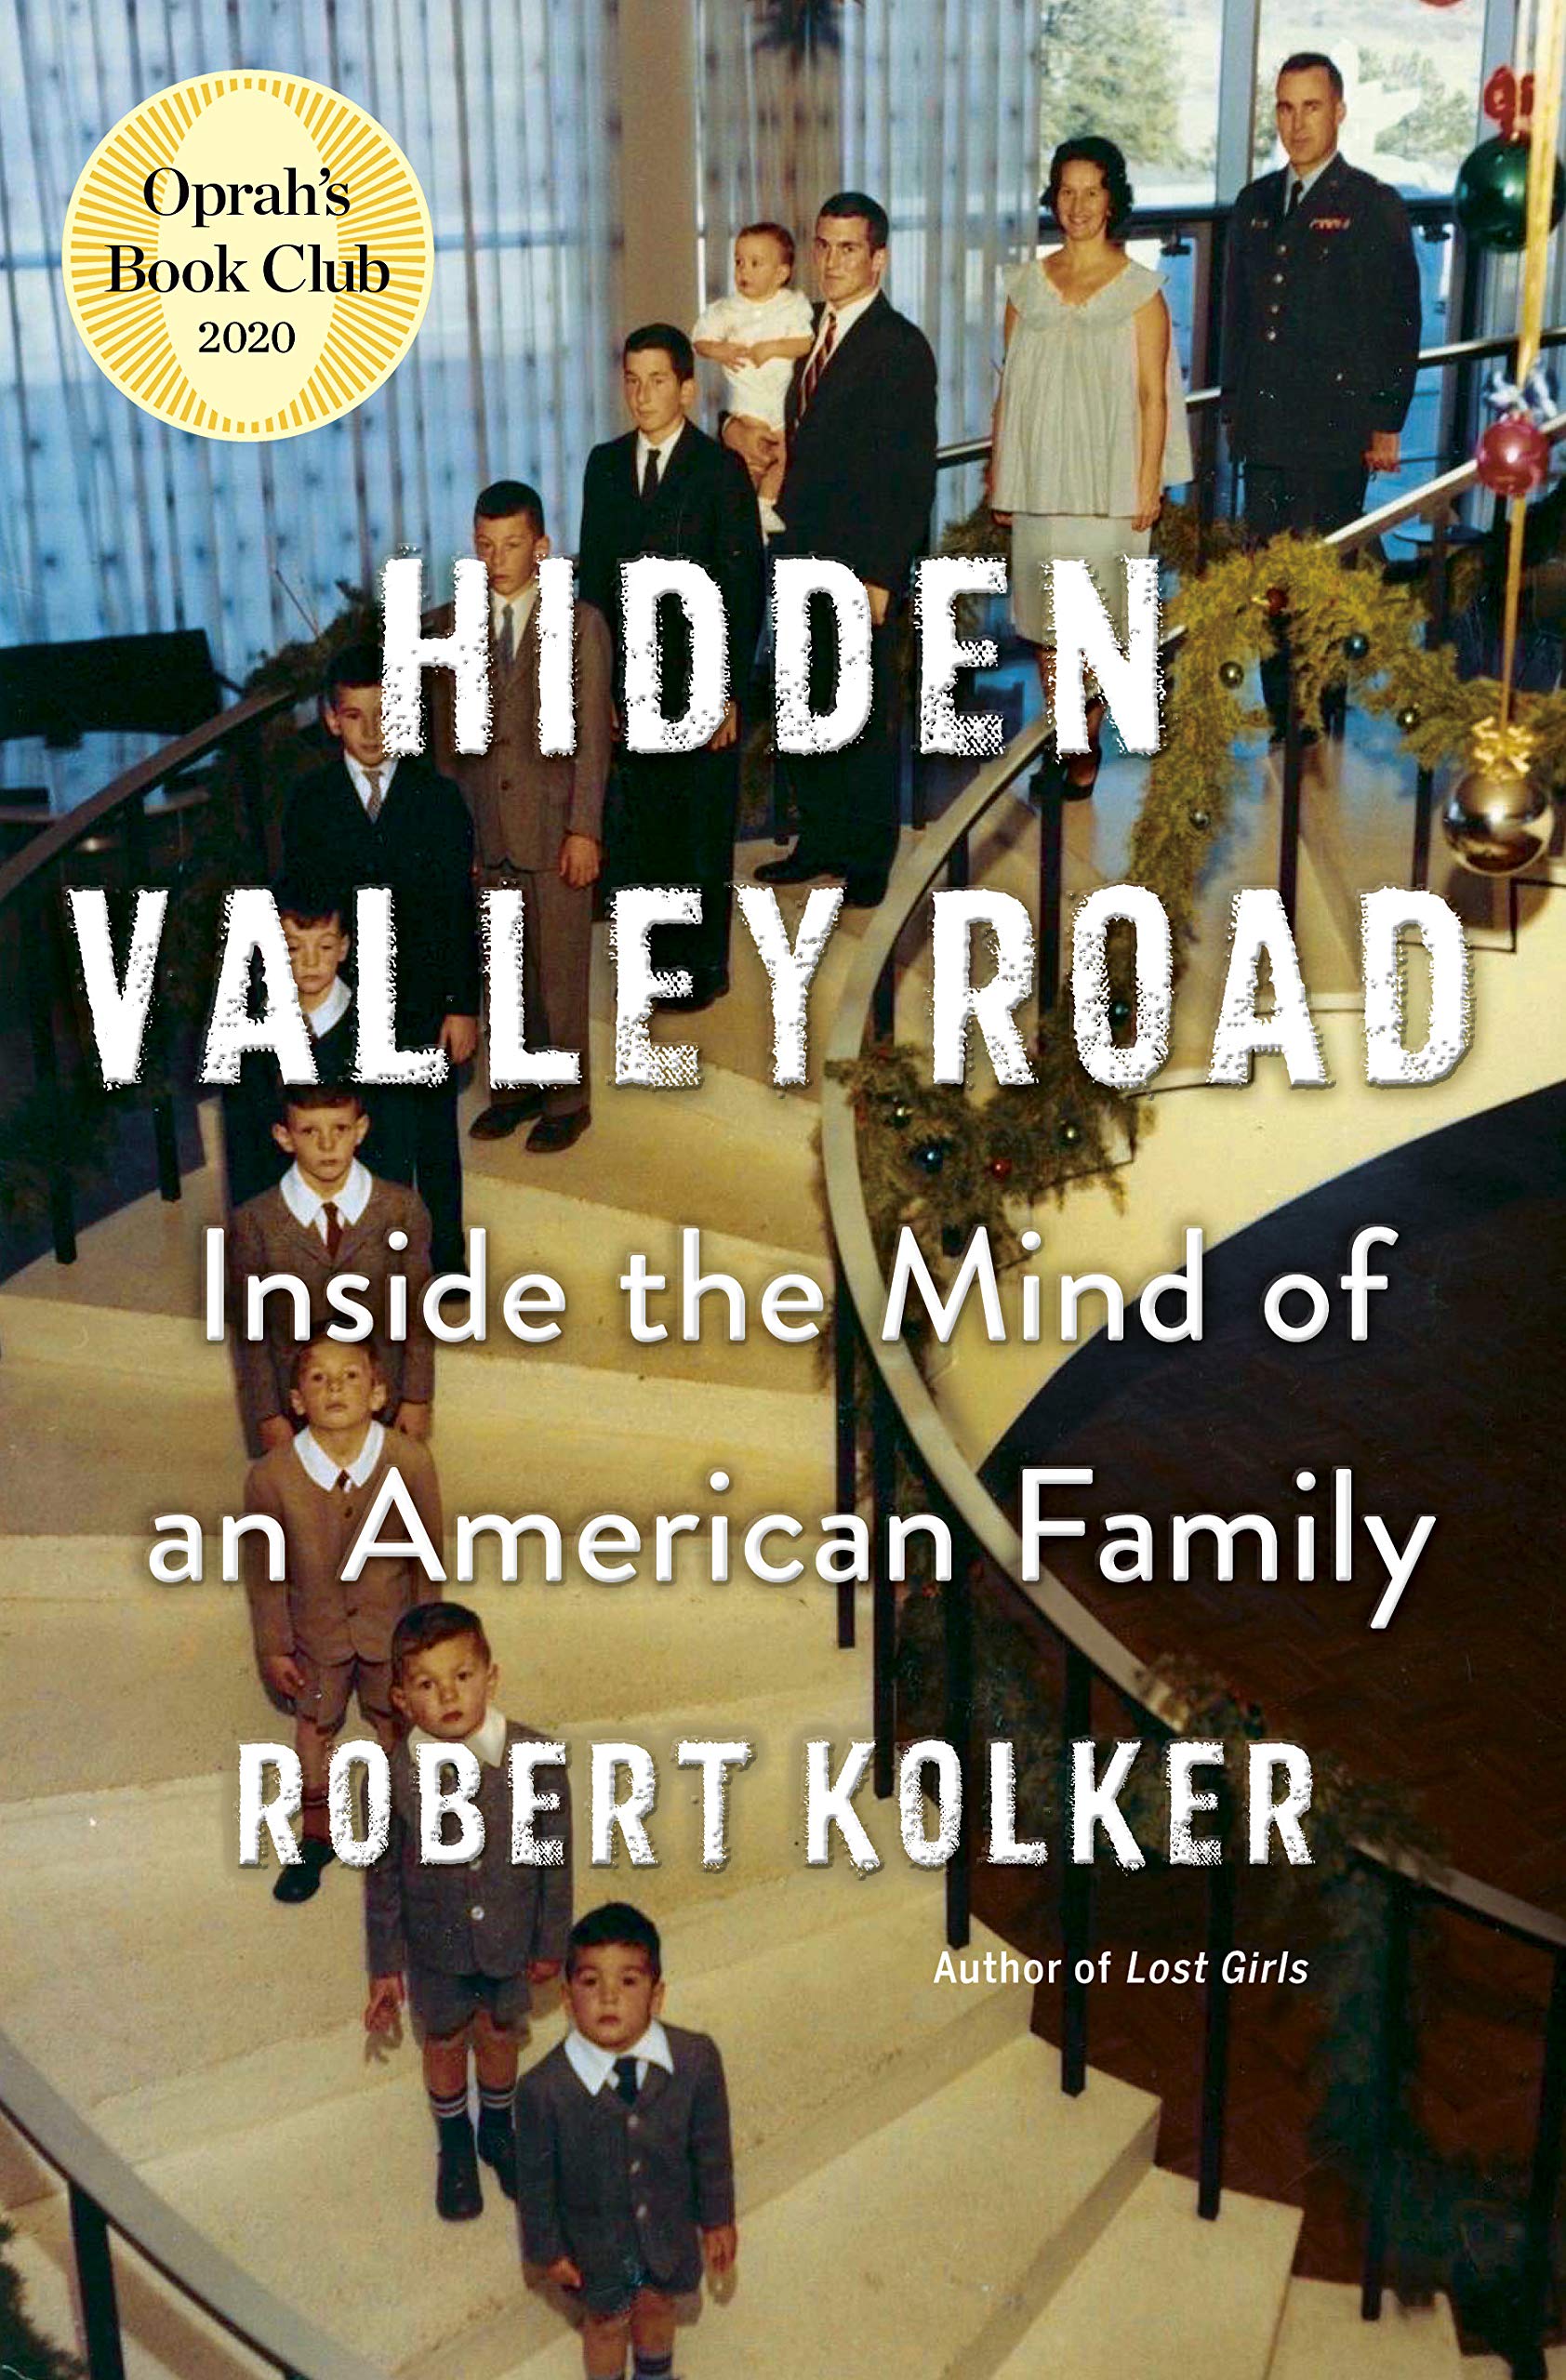 Oprah's
Book Club
2020
HIDDEN
VALLEY ROAD
Inside the Mind of
an American Family
ROBERT KOLKER
Author of Lost Girls